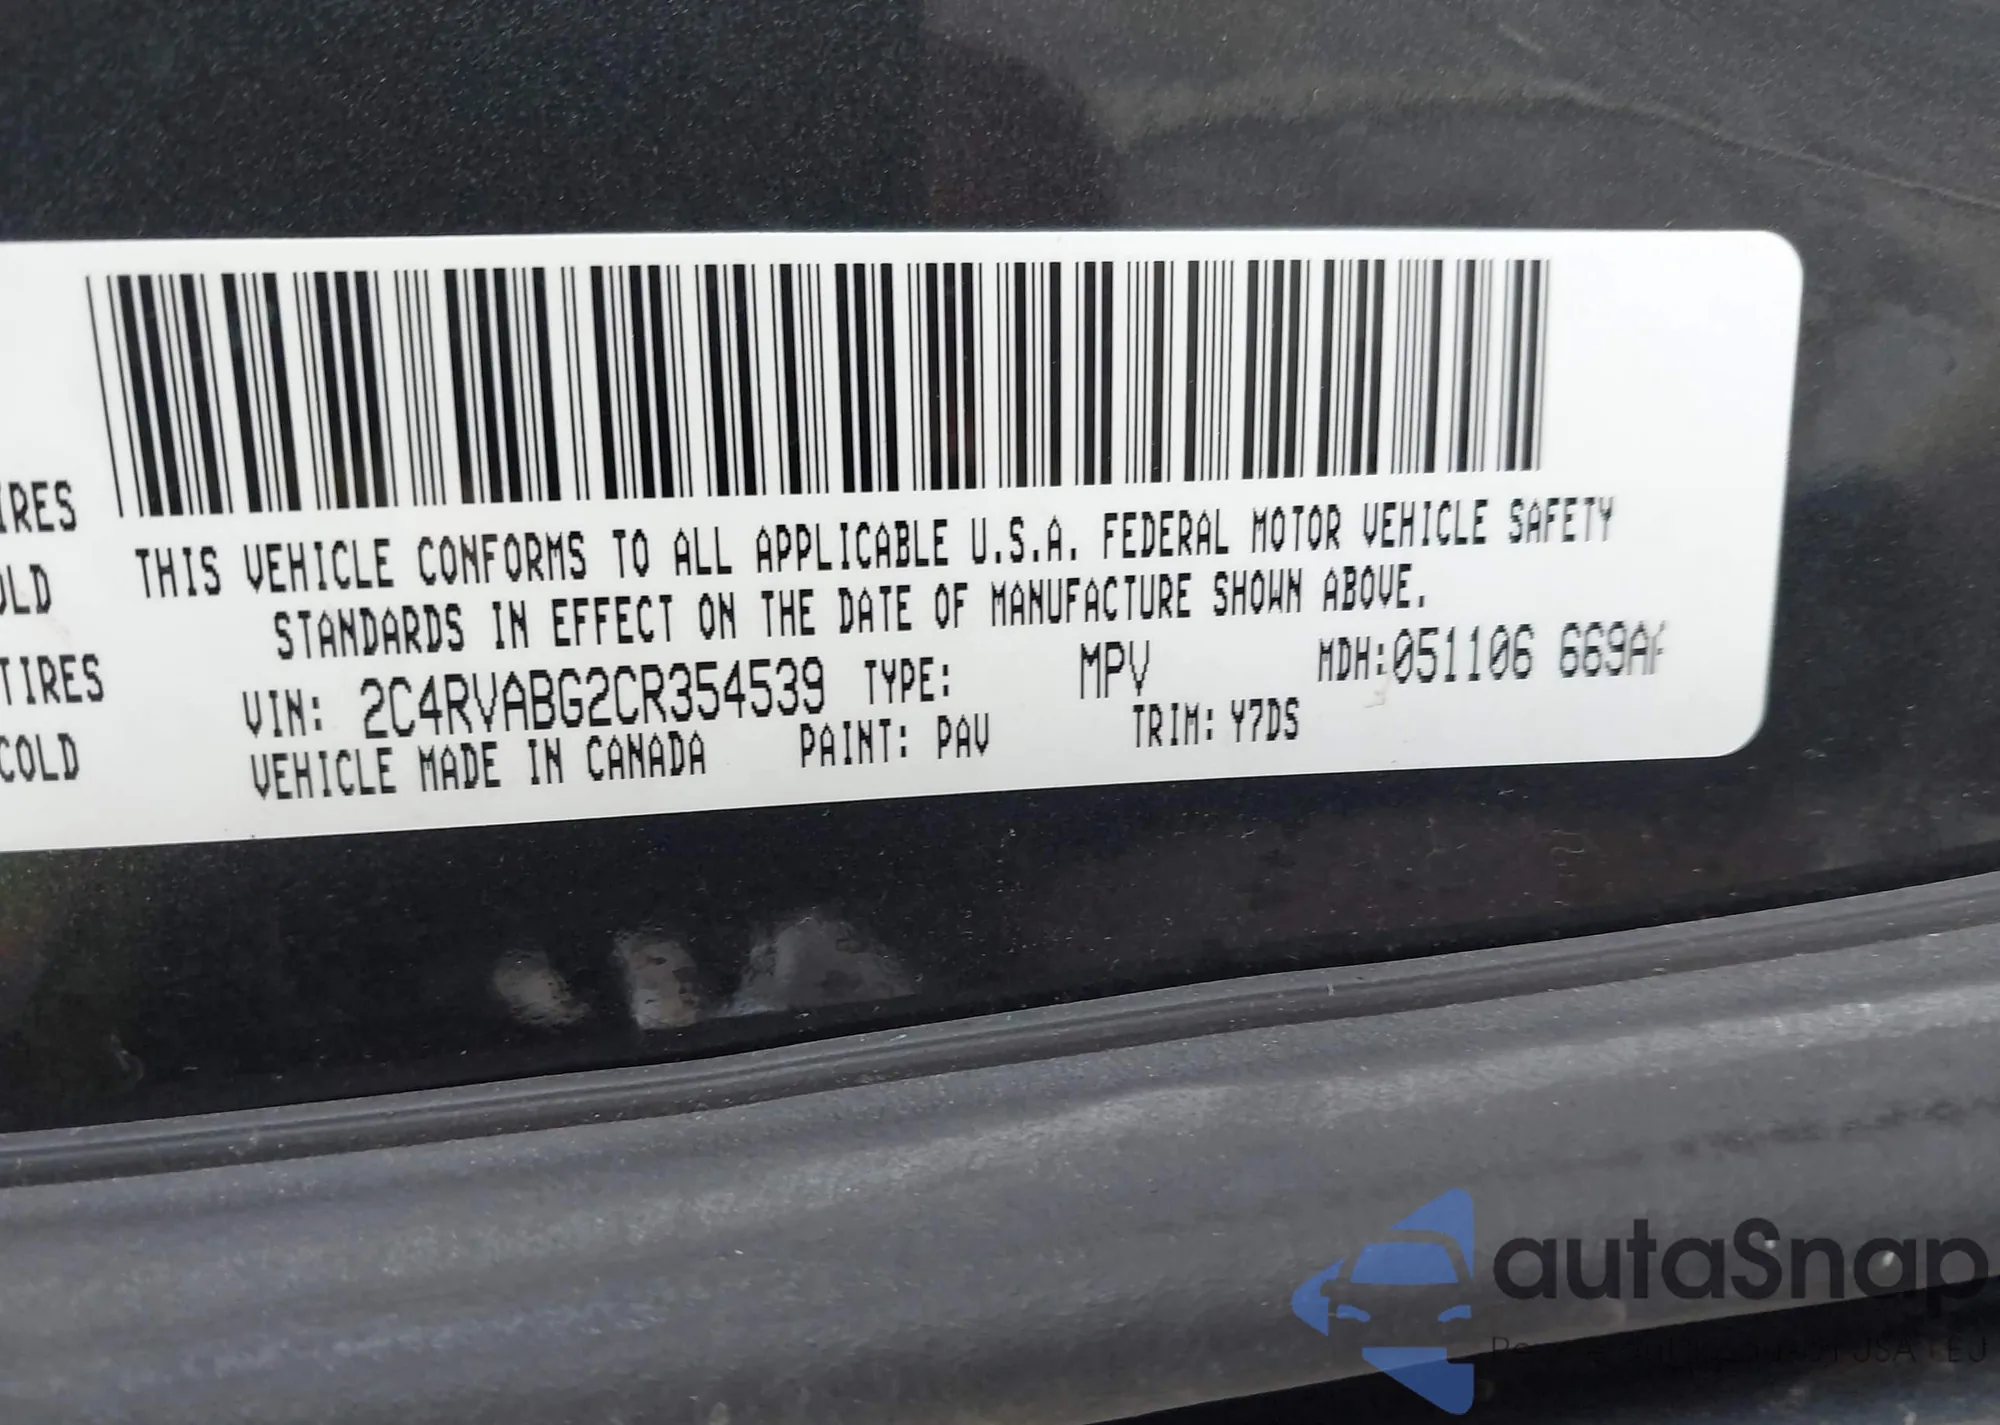 IRES
OLD
TIRES
COLD
THIS VEHICLE CONFORMS TO ALL APPLICABLE U.S.A. FEDERAL MOTOR VEHICLE SAFETY
STANDARDS IN EFFECT ON THE DATE OF MANUFACTURE SHOWN ABOVE.
VIN: 2C4RVABG2CR354539 TYPE: MPV MDH:051106 669A
VEHICLE MADE IN CANADA PAINT: PAV TRIM: Y7DS
autaSnap
USA